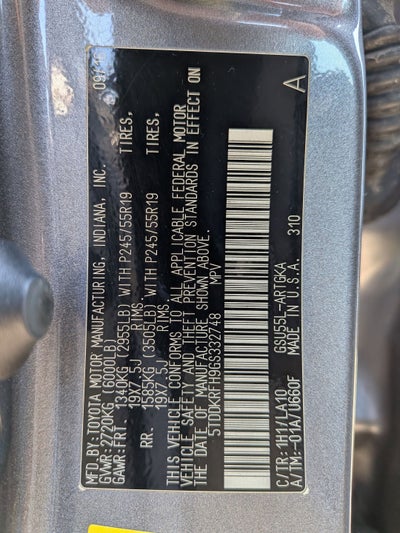 MFD. BY:TOYOTA MOTOR MANUFACTURING, INDIANA, INC.
GVWR:2720KG (6000LB)
GAWR:FRT. 1340KG (2955LB) WITH P245/55R19 TIRES,
19X7.5J RIMS
RR. 1585KG (3505LB) WITH P245/55R19 TIRES,
19X7.5J RIMS
THIS VEHICLE CONFORMS TO ALL APPLICABLE FEDERAL MOTOR
VEHICLE SAFETY AND THEFT PREVENTION STANDARDS IN EFFECT ON
THE DATE OF MANUFACTURE SHOWN ABOVE.
5TDDKRFH9GS332748 MPV
A
C/TR:1H1/LA10 GSU55L-ARTGKA
A/TM:-01A/U660F MADE IN U.S.A. 310